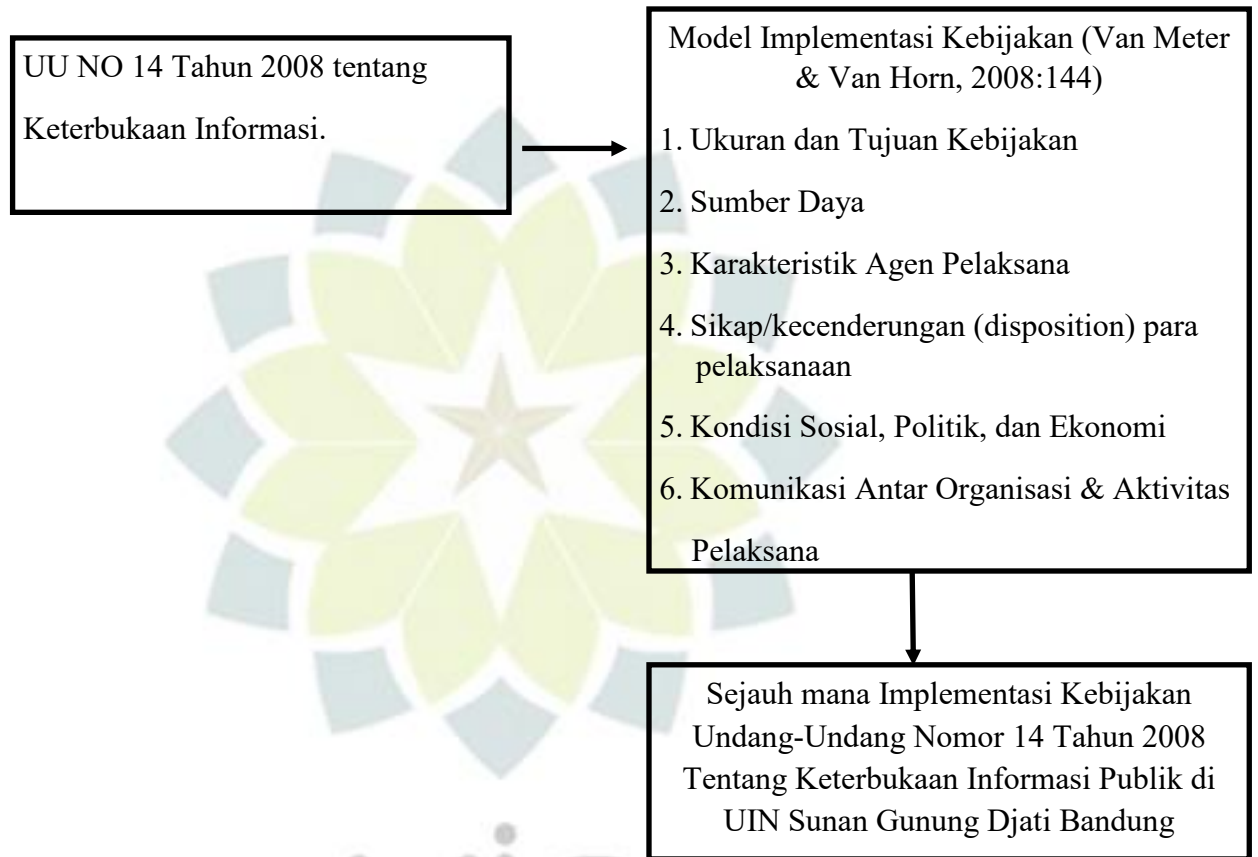 UU NO 14 Tahun 2008 tentang
Keterbukaan Informasi.
Model Implementasi Kebijakan (Van Meter
& Van Horn, 2008:144)
1. Ukuran dan Tujuan Kebijakan
2. Sumber Daya
3. Karakteristik Agen Pelaksana
4. Sikap/kecenderungan (disposition) para
pelaksanaan
5. Kondisi Sosial, Politik, dan Ekonomi
6. Komunikasi Antar Organisasi & Aktivitas
Pelaksana
Sejauh mana Implementasi Kebijakan
Undang-Undang Nomor 14 Tahun 2008
Tentang Keterbukaan Informasi Publik di
UIN Sunan Gunung Djati Bandung